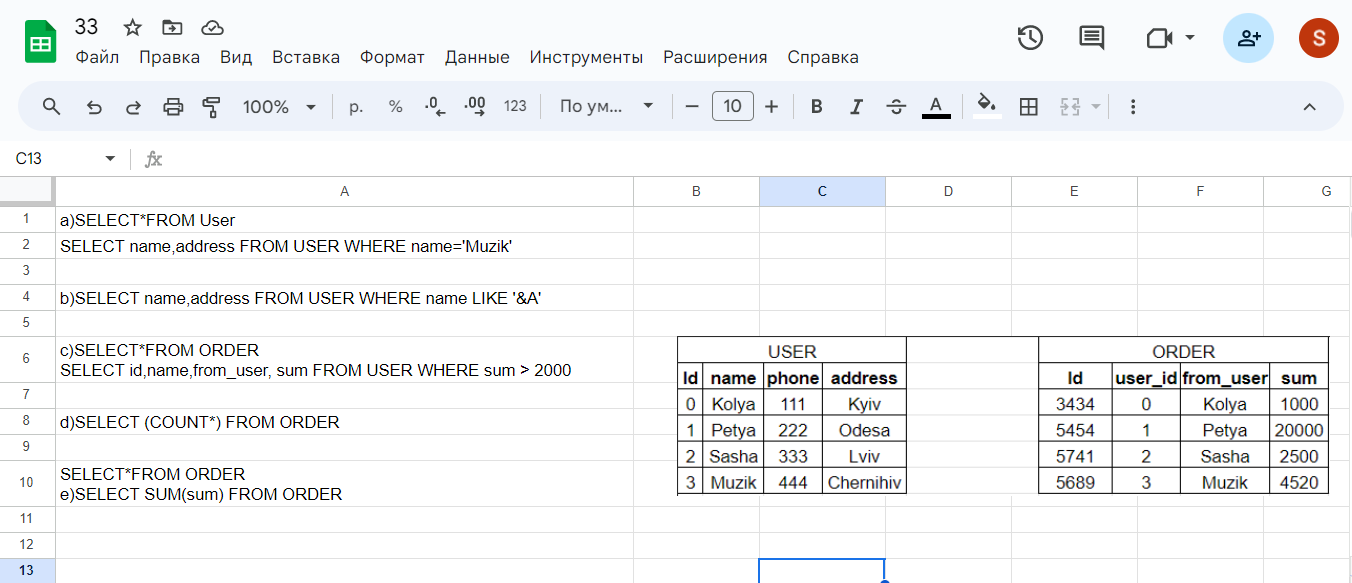 33
Файл Правка Вид Вставка Формат Данные Инструменты Расширения Справка
S
100% р. % .0 .00 123 По ум... 10 B I A
C13 fx
A B C D E F G
1 a)SELECT*FROM User
2 SELECT name,address FROM USER WHERE name='Muzik'
3
4 b)SELECT name,address FROM USER WHERE name LIKE '&A'
5
6 c)SELECT*FROM ORDER
SELECT id,name,from_user, sum FROM USER WHERE sum > 2000
7
8 d)SELECT (COUNT*) FROM ORDER
9
10 SELECT*FROM ORDER
e)SELECT SUM(sum) FROM ORDER
11
12
13
USER
Id name phone address
0 Kolya 111 Kyiv
1 Petya 222 Odesa
2 Sasha 333 Lviv
3 Muzik 444 Chernihiv
ORDER
Id user_id from_user sum
3434 0 Kolya 1000
5454 1 Petya 20000
5741 2 Sasha 2500
5689 3 Muzik 4520